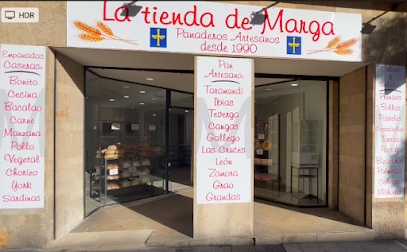 HDR
La tienda de Marga
Panaderos Artesanos
desde 1990
Empanadas
Caseras
Bonito
Cecina
Bacalao
Carne
Manzana
Pollo
Vegetal
Chorizo
York
Sardinas
Pan
Artesano
Taramundi
Ibias
Teverga
Cangas
Gallego
Las Cruces
León
Zamora
Grao
Grandas